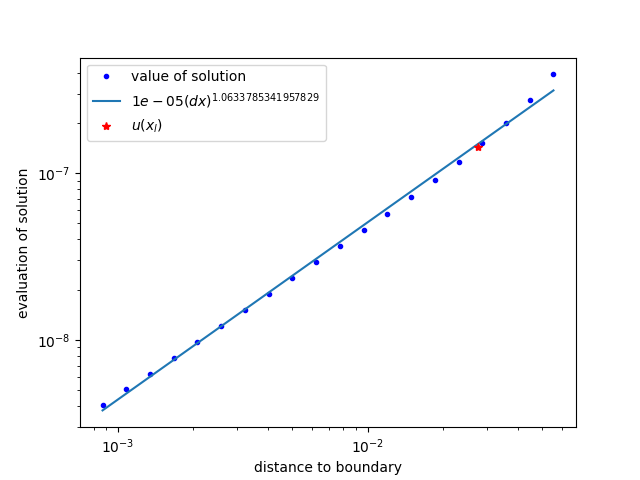 value of solution
1e − 05(dx)^1.0633785341957829
u(x_l)
evaluation of solution
10^−7
10^−8
10^−3
10^−2
distance to boundary